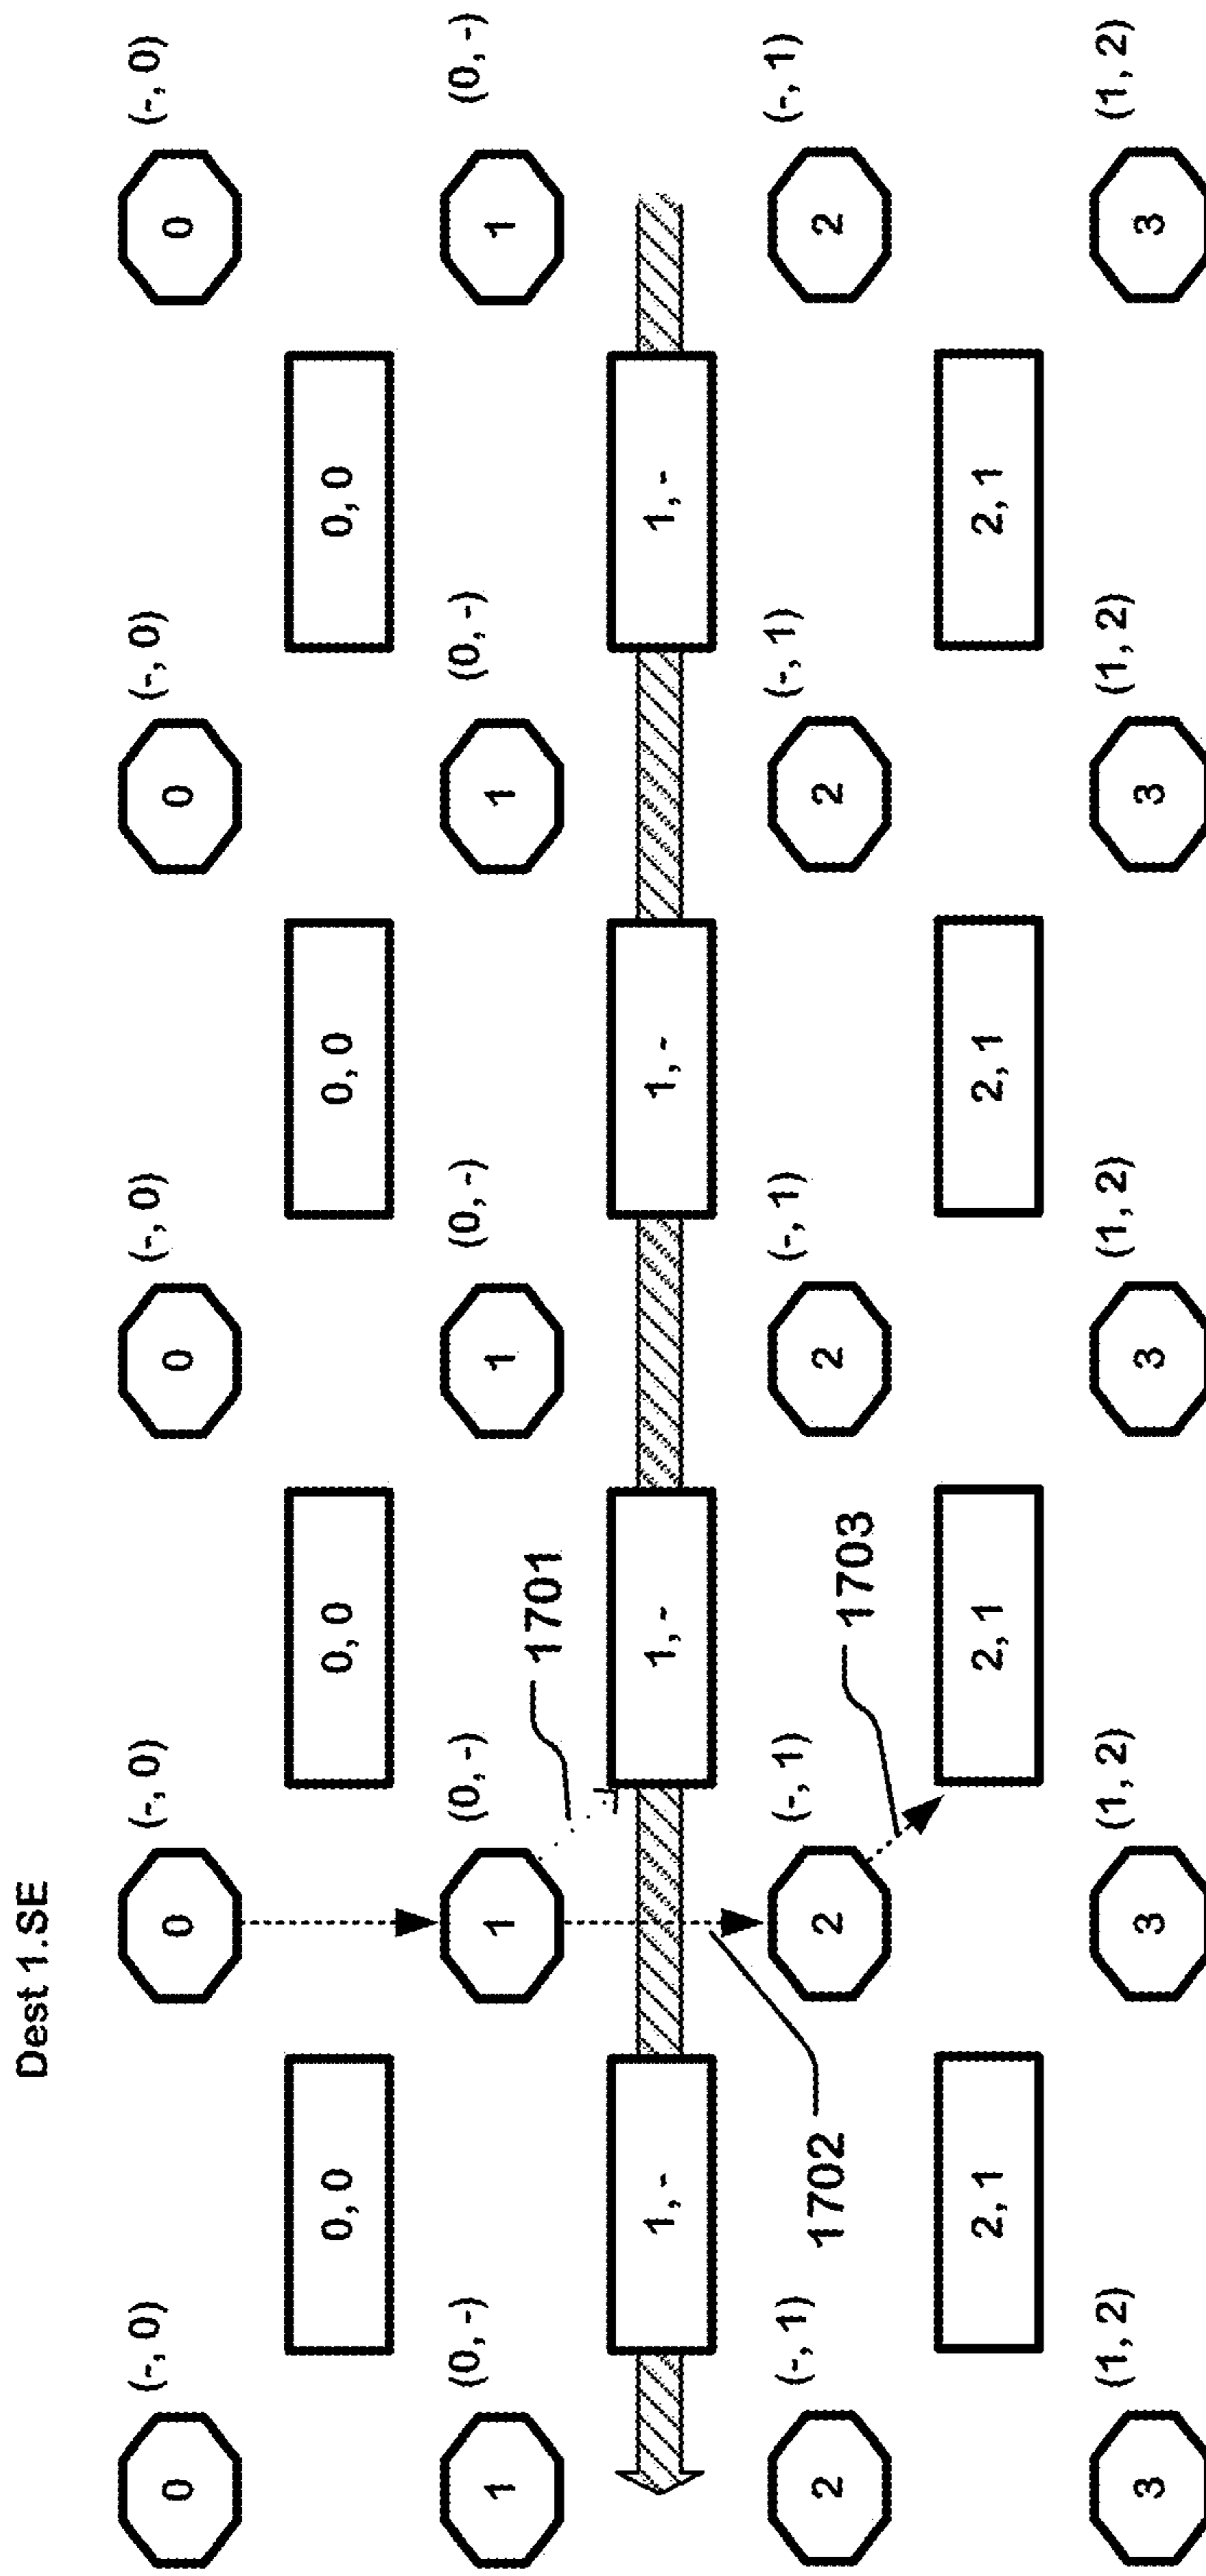 Dest 1.SE
(-, 0) (-, 0) (-, 0) (-, 0) (-, 0)
0 0 0 0 0
0, 0 0, 0 0, 0 0, 0
(0, -) (0, -) (0, -) (0, -) (0, -)
1 1 1 1 1
1701
1, - 1, - 1, - 1, -
(-, 1) (-, 1) (-, 1) (-, 1) (-, 1)
2 1702 2 2 2 2
1703
2, 1 2, 1 2, 1 2, 1
(1, 2) (1, 2) (1, 2) (1, 2) (1, 2)
3 3 3 3 3